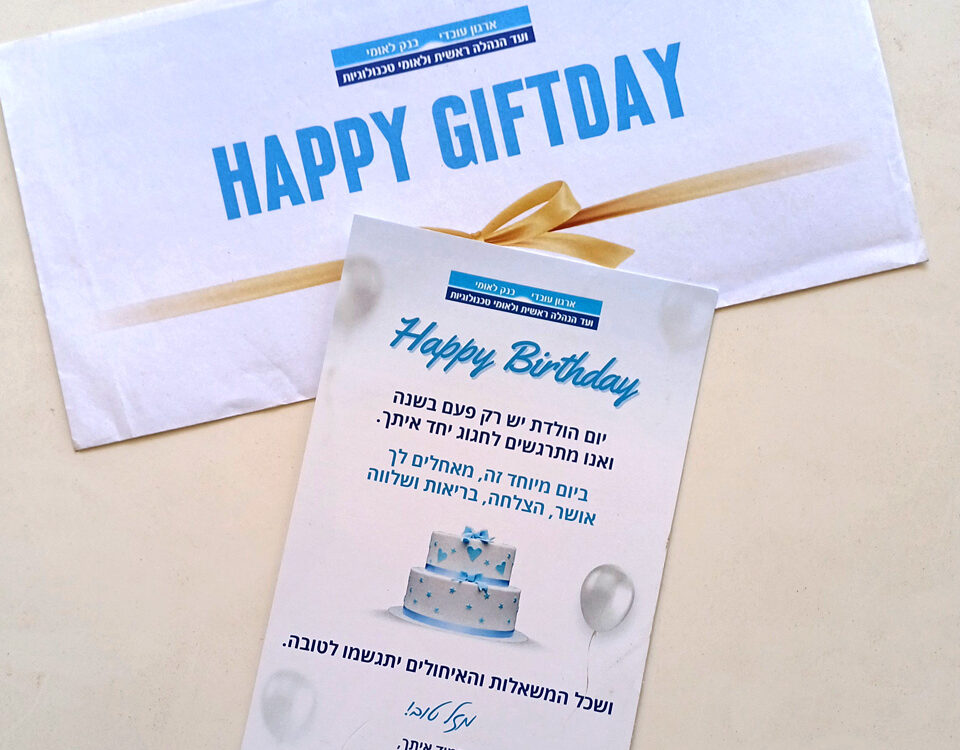 ארגון עובדי בנק לאומי
ועד הנהלה ראשית ולאומי טכנולוגיות
HAPPY GIFTDAY
ארגון עובדי בנק לאומי
ועד הנהלה ראשית ולאומי טכנולוגיות
Happy Birthday
יום הולדת יש רק פעם בשנה
ואנו מתרגשים לחגוג יחד איתך.
ביום מיוחד זה, מאחלים לך
אושר, הצלחה, בריאות ושלווה
ושכל המשאלות והאיחולים יתגשמו לטובה.
מזל טוב!
איתך,